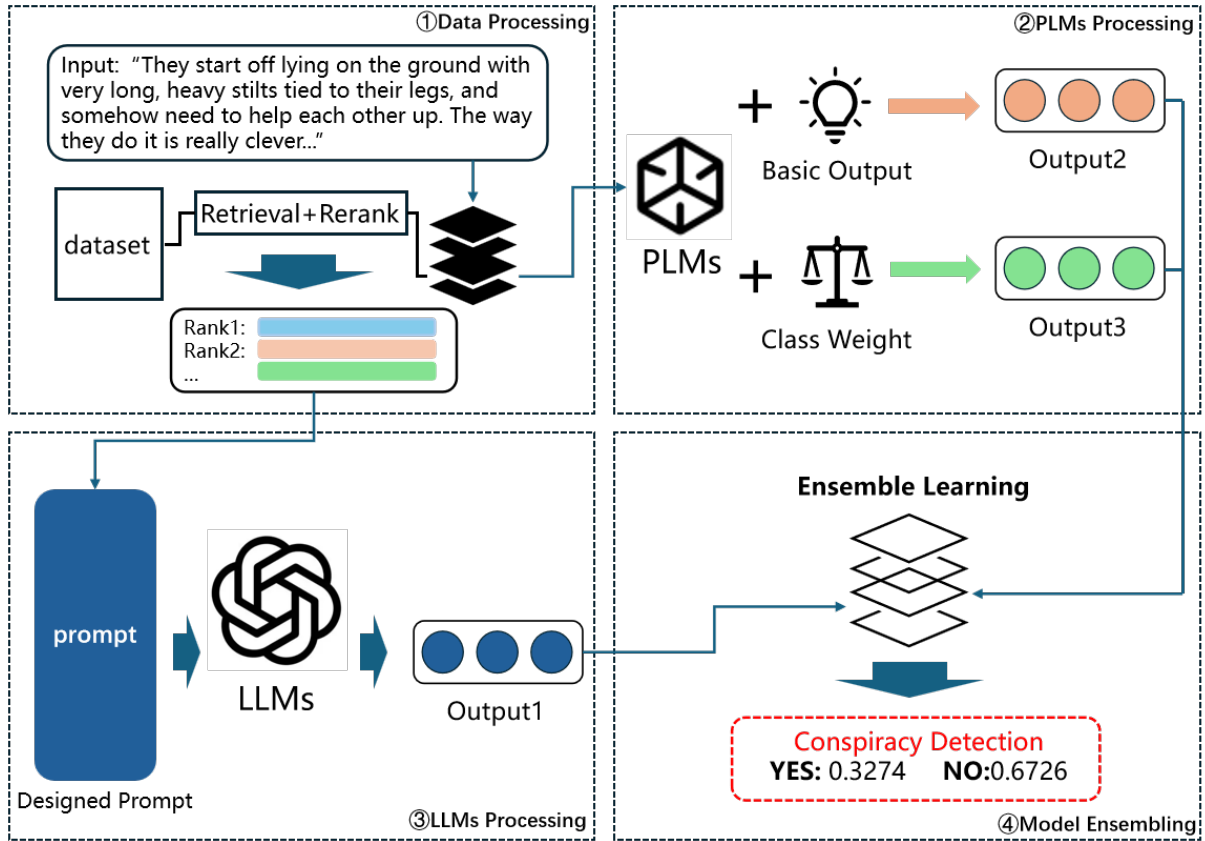 ①Data Processing
Input: “They start off lying on the ground with
very long, heavy stilts tied to their legs, and
somehow need to help each other up. The way
they do it is really clever...”
dataset
Retrieval+Rerank
Rank1:
Rank2:
...
②PLMs Processing
+
Basic Output
Output2
PLMs
+
Class Weight
Output3
prompt
Designed Prompt
LLMs
Output1
③LLMs Processing
Ensemble Learning
Conspiracy Detection
YES: 0.3274 NO:0.6726
④Model Ensembling